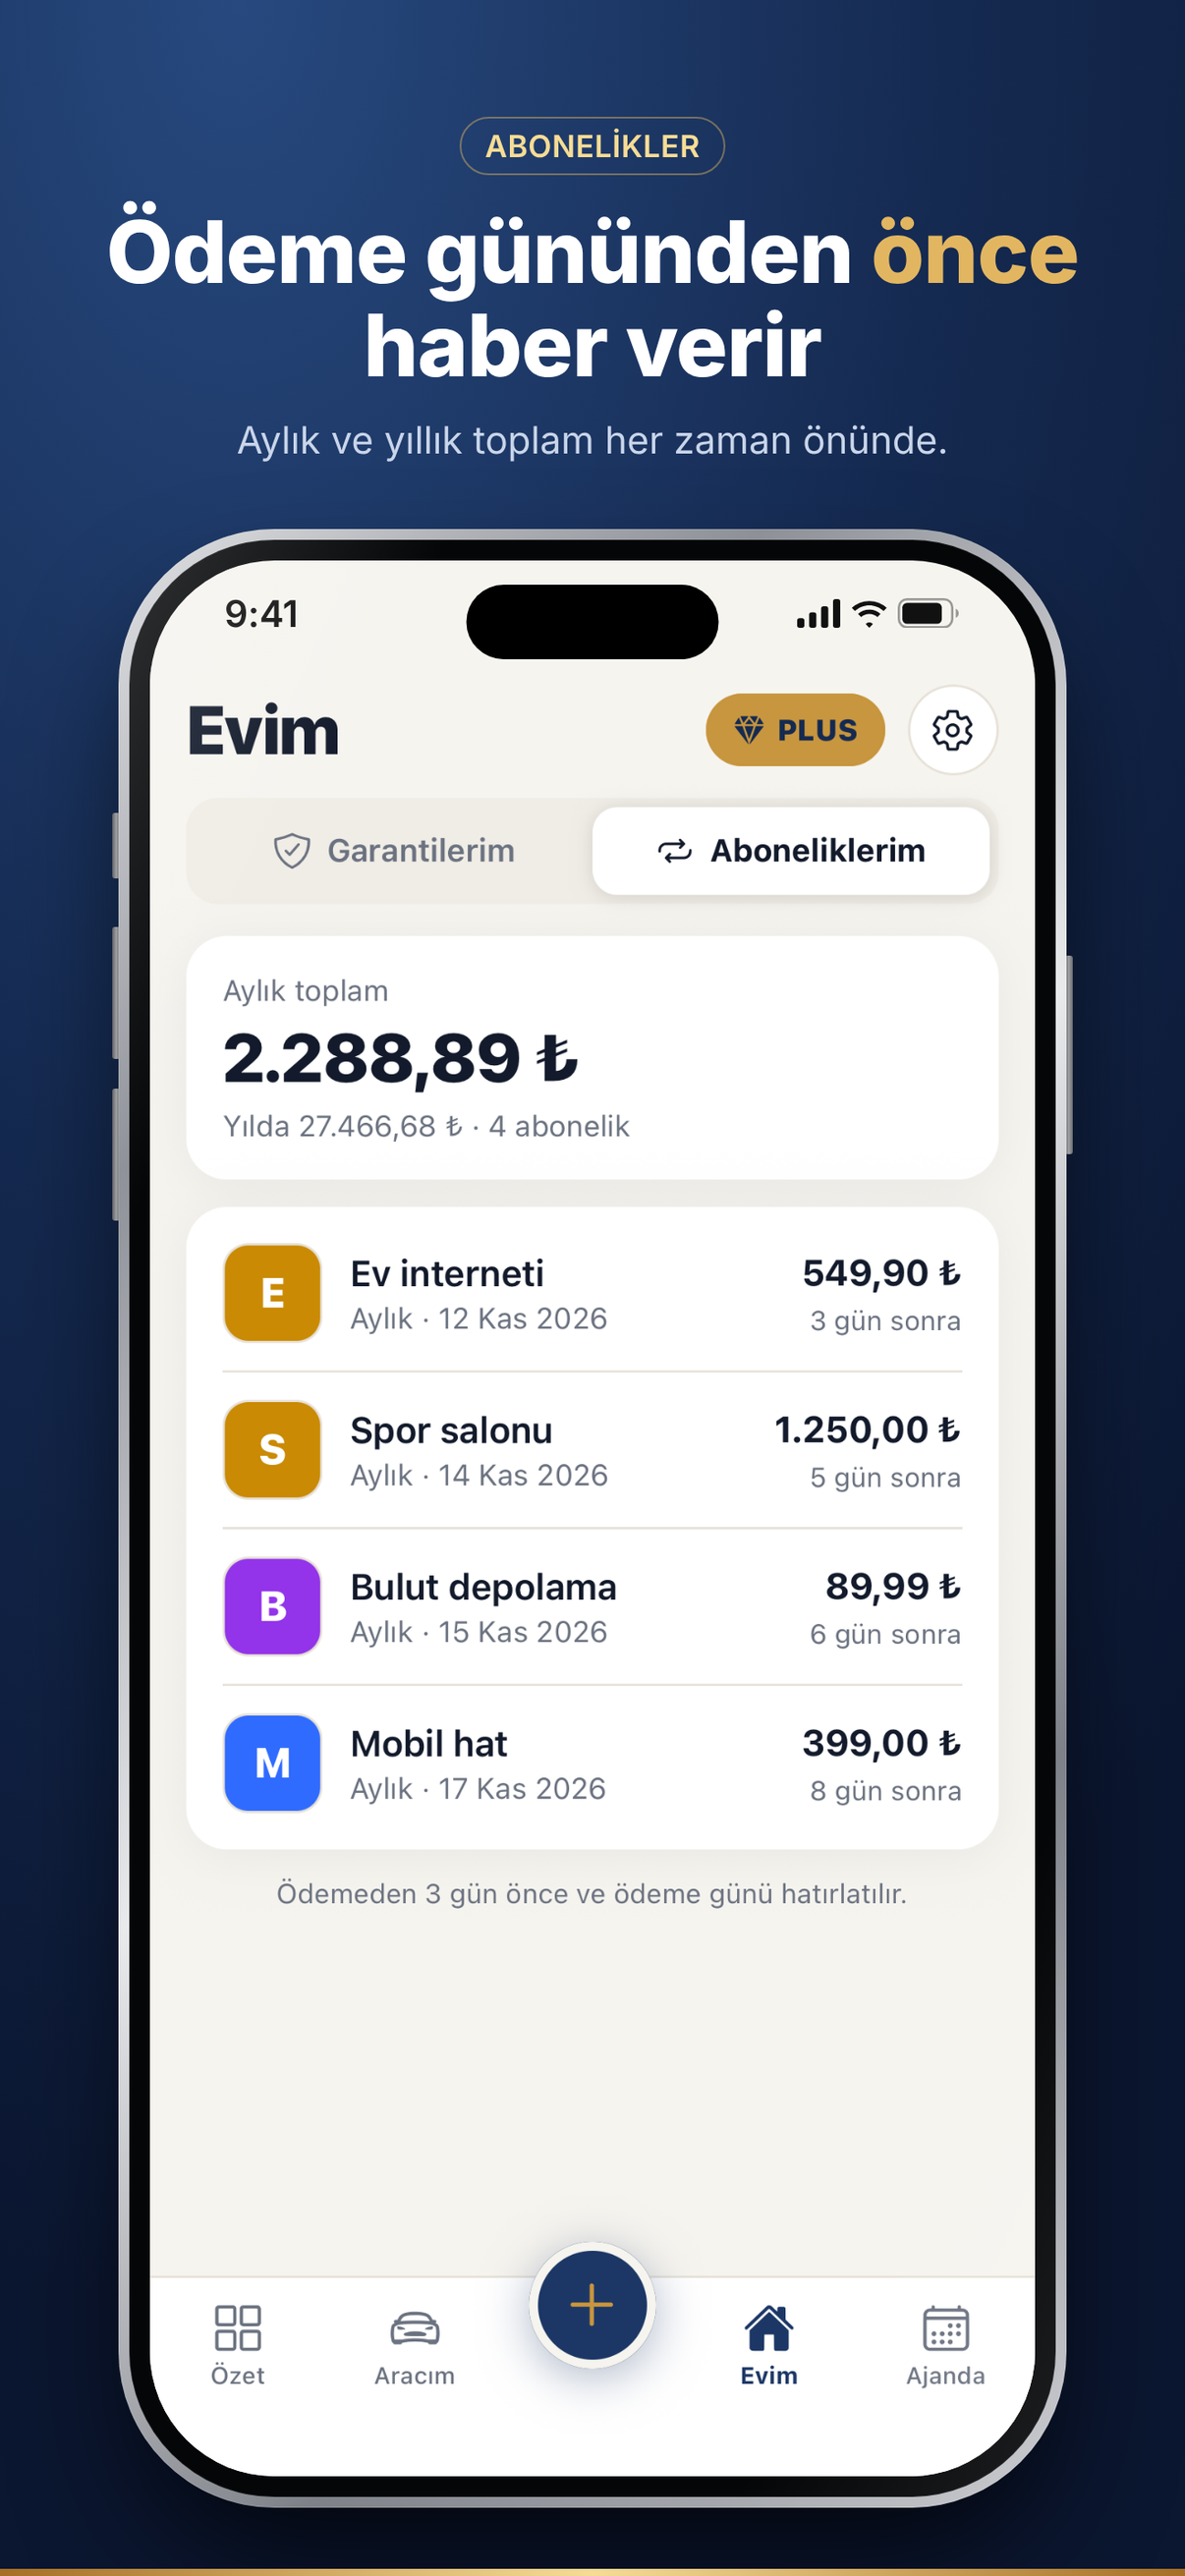 ABONELİKLER
Ödeme gününden önce
haber verir
Aylık ve yıllık toplam her zaman önünde.
9:41
Evim
PLUS
Garantilerim
Aboneliklerim
Aylık toplam
2.288,89 ₺
Yılda 27.466,68 ₺ · 4 abonelik
E
Ev interneti
549,90 ₺
Aylık · 12 Kas 2026
3 gün sonra
S
Spor salonu
1.250,00 ₺
Aylık · 14 Kas 2026
5 gün sonra
B
Bulut depolama
89,99 ₺
Aylık · 15 Kas 2026
6 gün sonra
M
Mobil hat
399,00 ₺
Aylık · 17 Kas 2026
8 gün sonra
Ödemeden 3 gün önce ve ödeme günü hatırlatılır.
Özet
Aracım
Evim
Ajanda